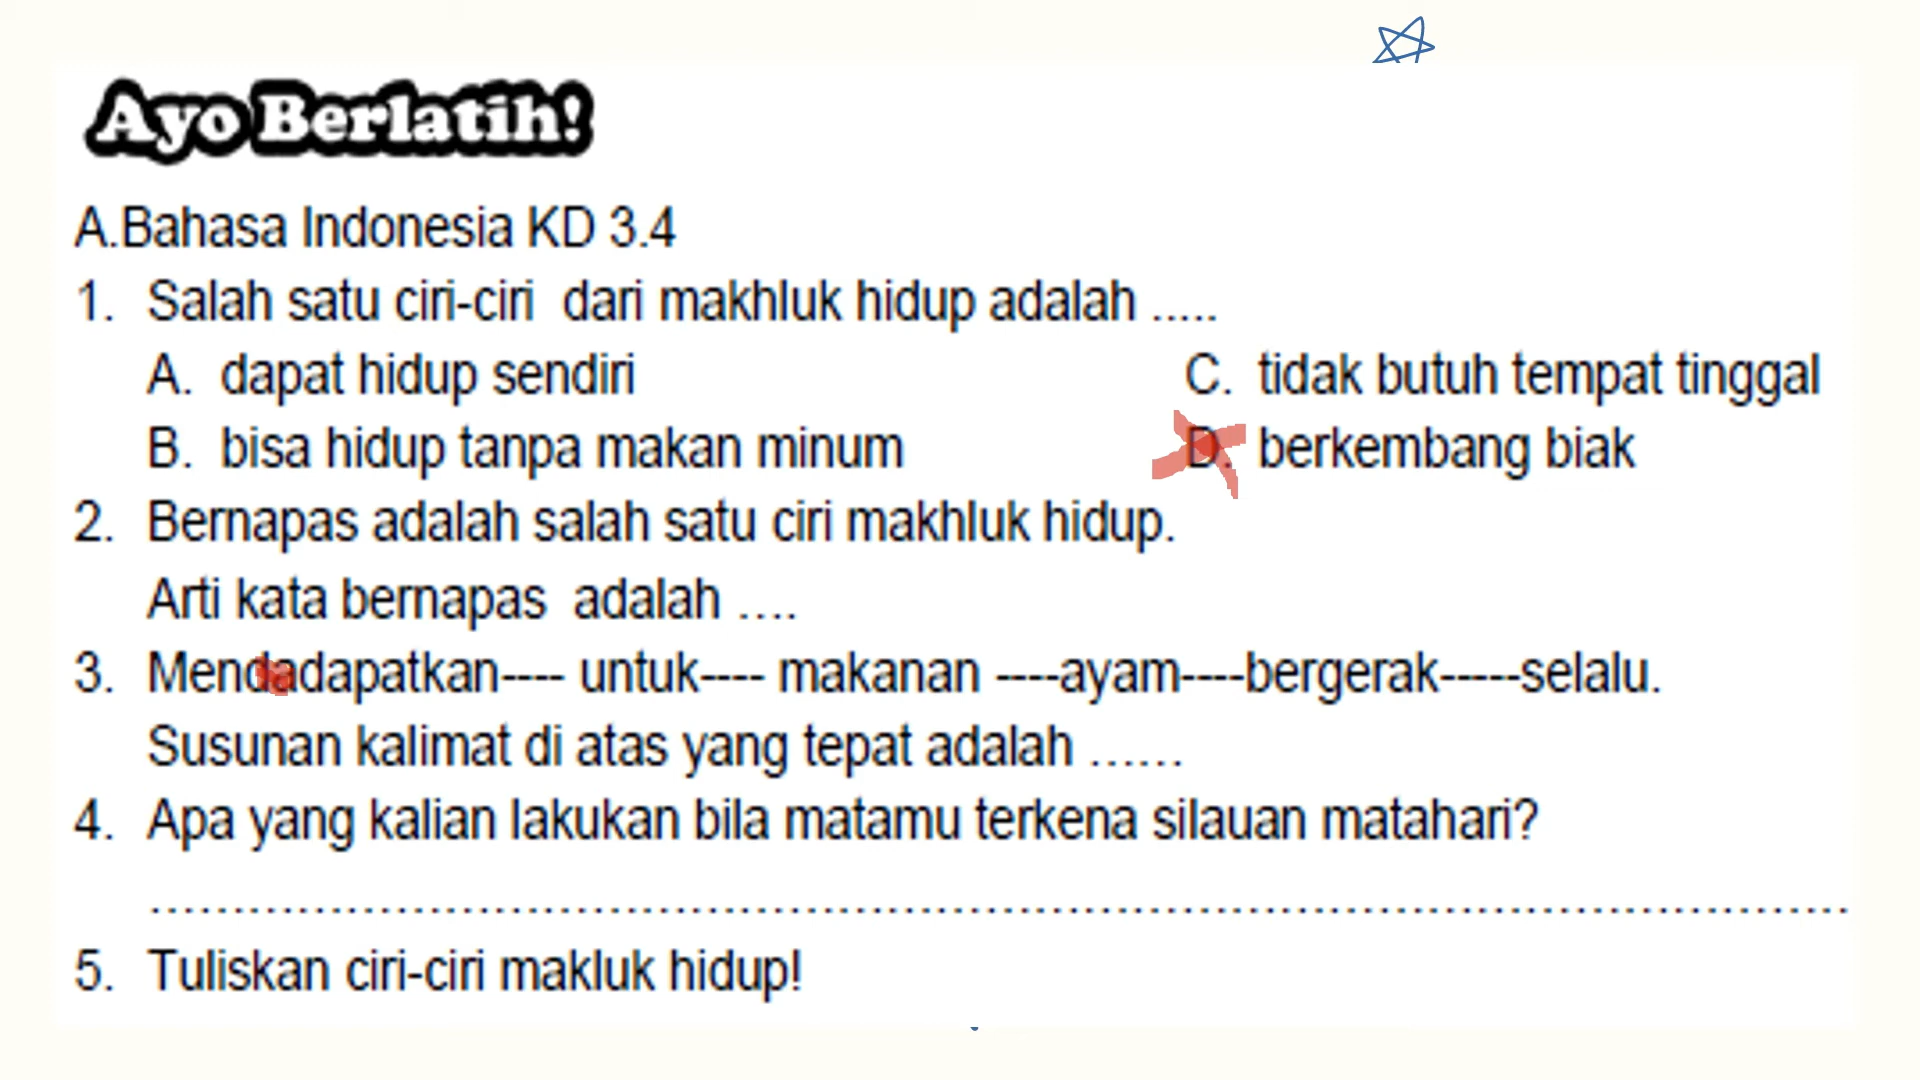 Ayo Berlatih!
A.Bahasa Indonesia KD 3.4
1. Salah satu ciri-ciri dari makhluk hidup adalah .....
A. dapat hidup sendiri C. tidak butuh tempat tinggal
B. bisa hidup tanpa makan minum D. berkembang biak
2. Bernapas adalah salah satu ciri makhluk hidup.
Arti kata bernapas adalah ....
3. Mendadapatkan---- untuk---- makanan ----ayam----bergerak-----selalu.
Susunan kalimat di atas yang tepat adalah ......
4. Apa yang kalian lakukan bila matamu terkena silauan matahari?
................................................................................................
5. Tuliskan ciri-ciri makluk hidup!